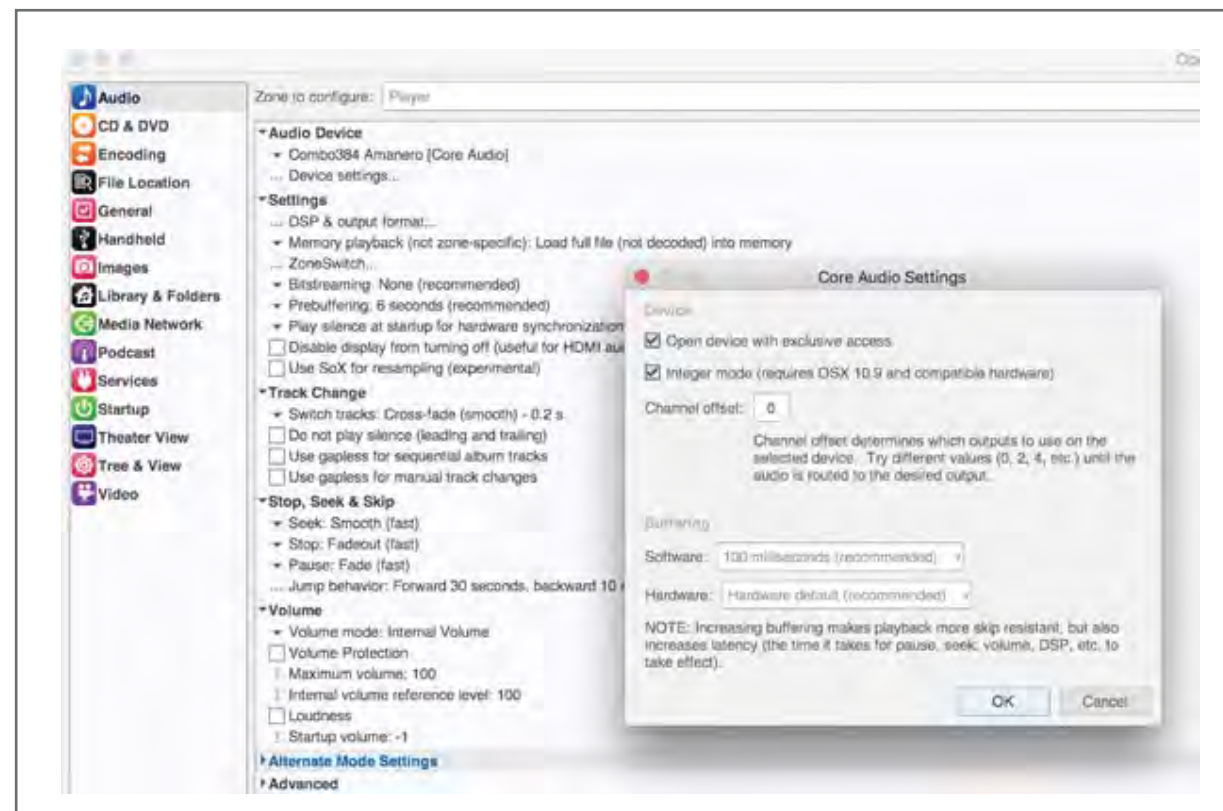 Audio
CD & DVD
Encoding
File Location
General
Handheld
Images
Library & Folders
Media Network
Podcast
Services
Startup
Theater View
Tree & View
Video
Zone to configure: Player
Audio Device
Combo384 Amanero [Core Audio]
... Device settings...
Settings
... DSP & output format...
Memory playback (not zone-specific): Load full file (not decoded) into memory
... ZoneSwitch...
Bitstreaming: None (recommended)
Prebuffering: 6 seconds (recommended)
Play silence at startup for hardware synchronization
Disable display from turning off (useful for HDMI
Use SoX for resampling (experimental)
Track Change
Switch tracks: Cross-fade (smooth) - 0.2 s
Do not play silence (leading and trailing)
Use gapless for sequential album tracks
Use gapless for manual track changes
Stop, Seek & Skip
Seek: Smooth (fast)
Stop: Fadeout (fast)
Pause: Fade (fast)
... Jump behavior: Forward 30 seconds, backward 10
Volume
Volume mode: Internal Volume
Volume Protection
Maximum volume: 100
Internal volume reference level: 100
Loudness
Startup volume: -1
Alternate Mode Settings
Advanced
Core Audio Settings
Device
Open device with exclusive access
Integer mode (requires OSX 10.9 and compatible hardware)
Channel offset: 0
Channel offset determines which outputs to use on the
selected device. Try different values (0, 2, 4, etc.) until the
audio is routed to the desired output.
Buffering
Software: 100 milliseconds (recommended)
Hardware: Hardware default (recommended)
NOTE: Increasing buffering makes playback more skip resistant, but also
increases latency (the time it takes for pause, seek, volume, DSP, etc. to
take effect).
OK
Cancel